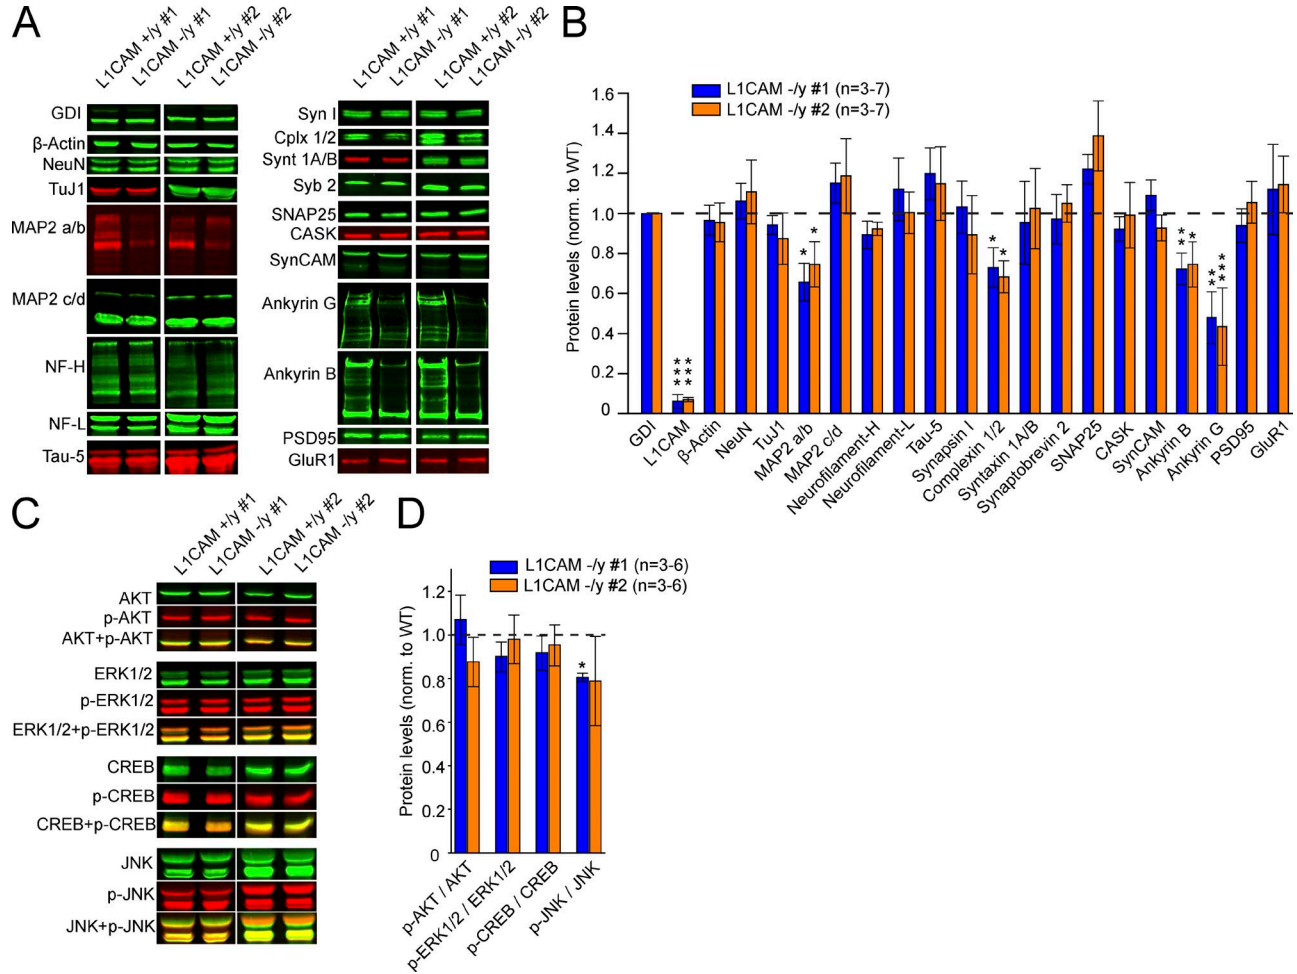 A
L1CAM +/y #1
L1CAM -/y #1
L1CAM +/y #2
L1CAM -/y #2
GDI
β-Actin
NeuN
TuJ1
MAP2 a/b
MAP2 c/d
NF-H
NF-L
Tau-5
L1CAM +/y #1
L1CAM -/y #1
L1CAM +/y #2
L1CAM -/y #2
Syn I
Cplx 1/2
Synt 1A/B
Syb 2
SNAP25
CASK
SynCAM
Ankyrin G
Ankyrin B
PSD95
GluR1
B
L1CAM -/y #1 (n=3-7)
L1CAM -/y #2 (n=3-7)
Protein levels (norm. to WT)
1.6
1.4
1.2
1.0
0.8
0.6
0.4
0.2
0
***
***
*
*
*
*
**
*
**
***
GDI
L1CAM
β-Actin
NeuN
TuJ1
MAP2 a/b
MAP2 c/d
Neurofilament-H
Neurofilament-L
Tau-5
Synapsin I
Complexin 1/2
Syntaxin 1A/B
Synaptobrevin 2
SNAP25
CASK
SynCAM
Ankyrin B
Ankyrin G
PSD95
GluR1
C
L1CAM +/y #1
L1CAM -/y #1
L1CAM +/y #2
L1CAM -/y #2
AKT
p-AKT
AKT+p-AKT
ERK1/2
p-ERK1/2
ERK1/2+p-ERK1/2
CREB
p-CREB
CREB+p-CREB
JNK
p-JNK
JNK+p-JNK
D
L1CAM -/y #1 (n=3-6)
L1CAM -/y #2 (n=3-6)
Protein levels (norm. to WT)
1.2
1.0
0.8
0.6
0.4
0.2
0
*
p-AKT / AKT
p-ERK1/2 / ERK1/2
p-CREB / CREB
p-JNK / JNK